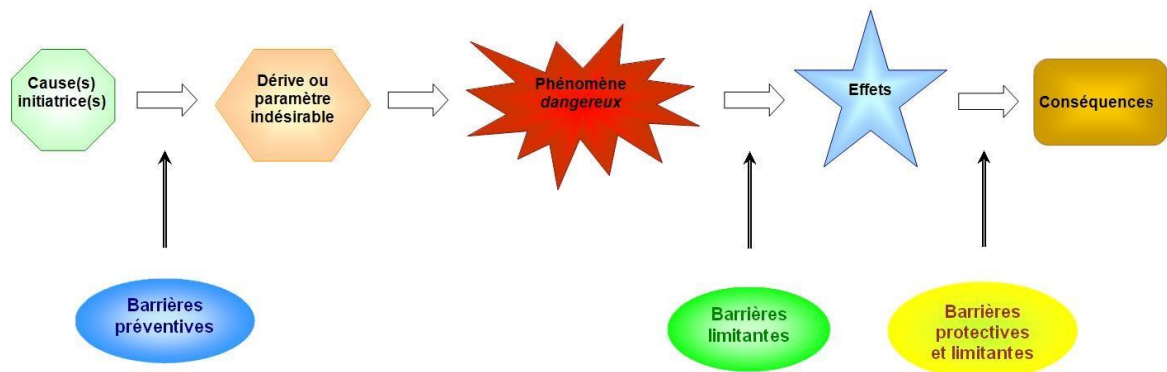 Cause(s)
initiatrice(s)
Dérive ou
paramètre
indésirable
Phénomène
dangereux
Effets
Conséquences
Barrières
préventives
Barrières
limitantes
Barrières
protectives
et limitantes